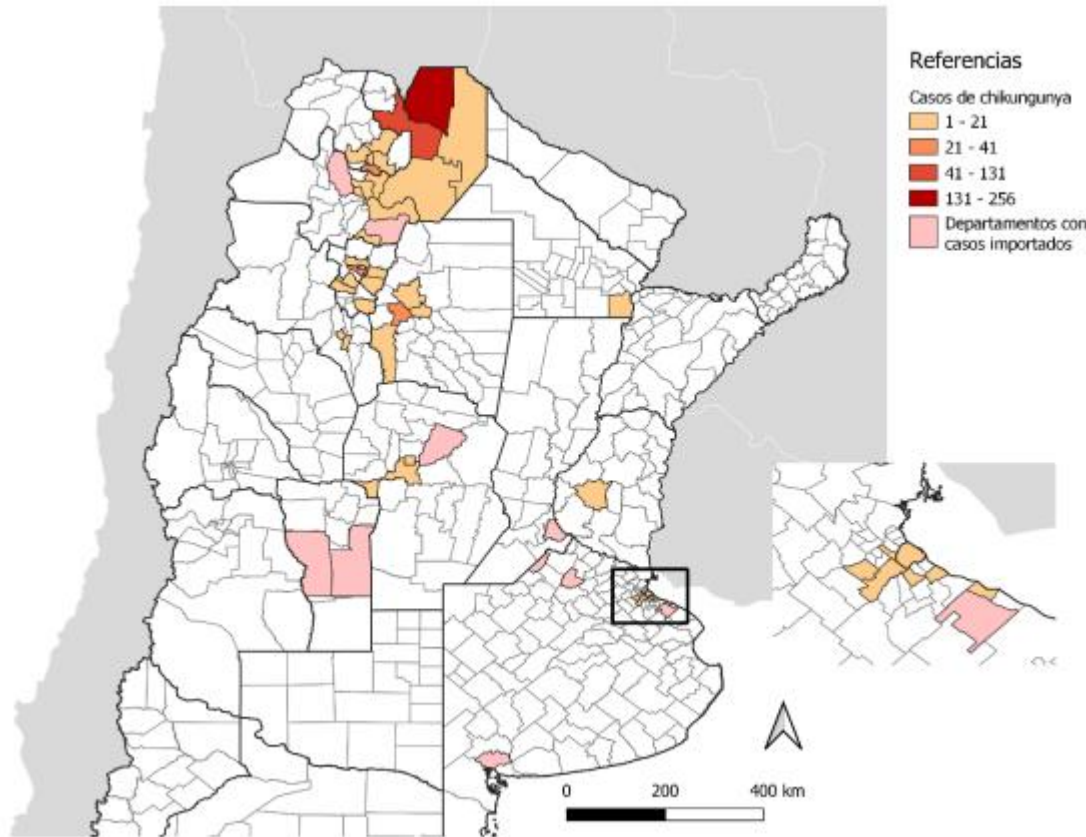 Referencias
Casos de chikungunya
1 - 21
21 - 41
41 - 131
131 - 256
Departamentos con
casos importados
0 200 400 km